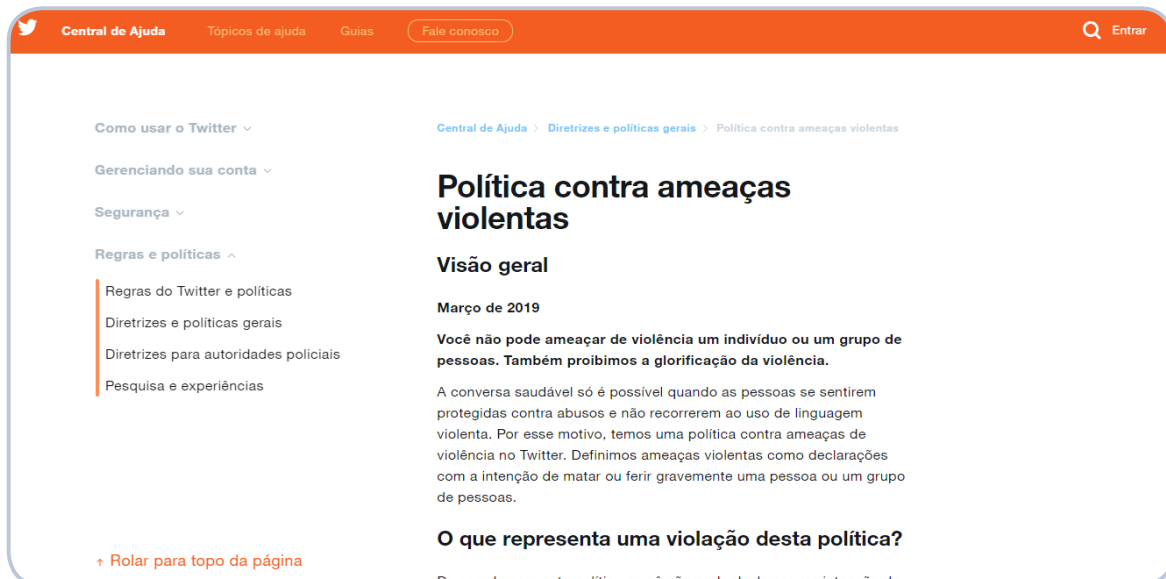 Central de Ajuda Tópicos de ajuda Guias Fale conosco Entrar
Como usar o Twitter
Gerenciando sua conta
Segurança
Regras e políticas
Regras do Twitter e políticas
Diretrizes e políticas gerais
Diretrizes para autoridades policiais
Pesquisa e experiências
↑ Rolar para topo da página
Central de Ajuda > Diretrizes e políticas gerais > Política contra ameaças violentas
Política contra ameaças
violentas
Visão geral
Março de 2019
Você não pode ameaçar de violência um indivíduo ou um grupo de
pessoas. Também proibimos a glorificação da violência.
A conversa saudável só é possível quando as pessoas se sentirem
protegidas contra abusos e não recorrerem ao uso de linguagem
violenta. Por esse motivo, temos uma política contra ameaças de
violência no Twitter. Definimos ameaças violentas como declarações
com a intenção de matar ou ferir gravemente uma pessoa ou um grupo
de pessoas.
O que representa uma violação desta política?